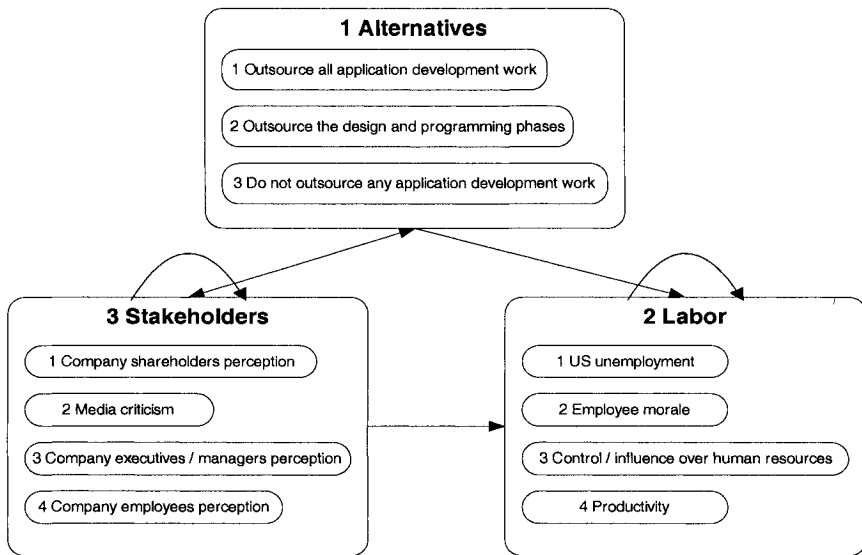 1 Alternatives
1 Outsource all application development work
2 Outsource the design and programming phases
3 Do not outsource any application development work
3 Stakeholders
1 Company shareholders perception
2 Media criticism
3 Company executives / managers perception
4 Company employees perception
2 Labor
1 US unemployment
2 Employee morale
3 Control / influence over human resources
4 Productivity